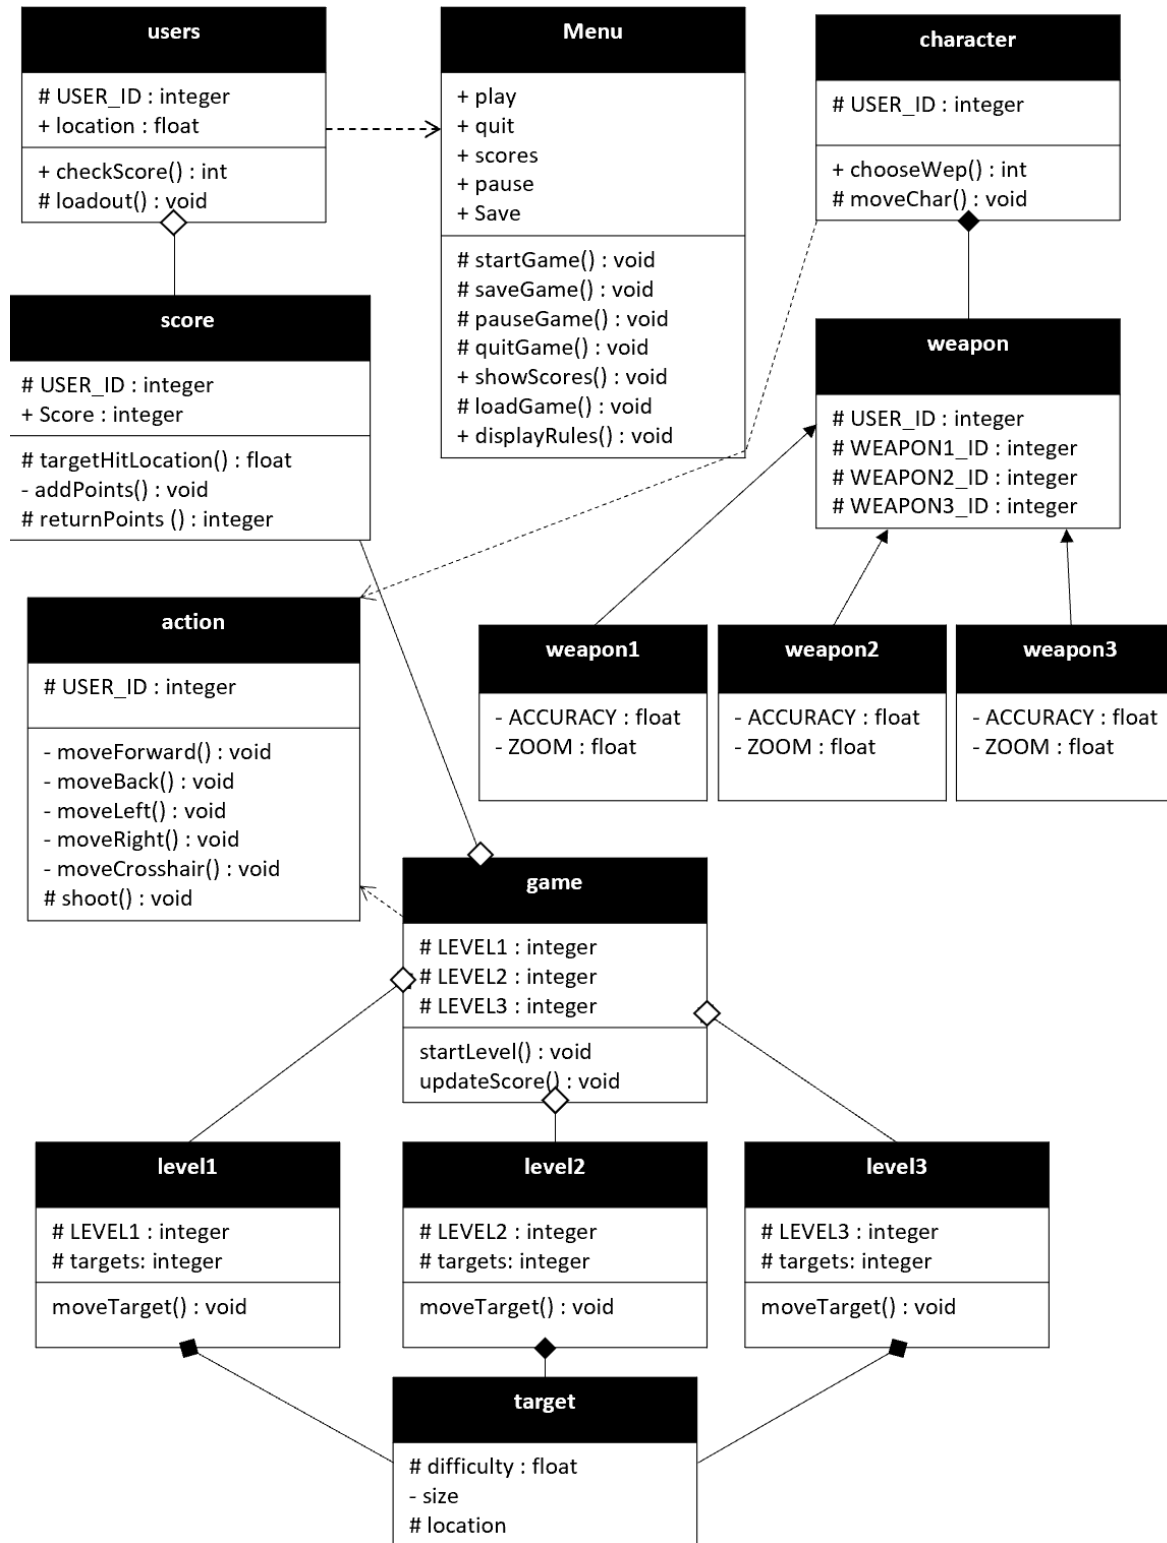 users
# USER_ID : integer
+ location : float
+ checkScore() : int
# loadout() : void
Menu
+ play
+ quit
+ scores
+ pause
+ Save
# startGame() : void
# saveGame() : void
# pauseGame() : void
# quitGame() : void
+ showScores() : void
# loadGame() : void
+ displayRules() : void
character
# USER_ID : integer
+ chooseWep() : int
# moveChar() : void
score
# USER_ID : integer
+ Score : integer
# targetHitLocation() : float
- addPoints() : void
# returnPoints () : integer
weapon
# USER_ID : integer
# WEAPON1_ID : integer
# WEAPON2_ID : integer
# WEAPON3_ID : integer
action
# USER_ID : integer
- moveForward() : void
- moveBack() : void
- moveLeft() : void
- moveRight() : void
- moveCrosshair() : void
# shoot() : void
weapon1
- ACCURACY : float
- ZOOM : float
weapon2
- ACCURACY : float
- ZOOM : float
weapon3
- ACCURACY : float
- ZOOM : float
game
# LEVEL1 : integer
# LEVEL2 : integer
# LEVEL3 : integer
startLevel() : void
updateScore() : void
level1
# LEVEL1 : integer
# targets: integer
moveTarget() : void
level2
# LEVEL2 : integer
# targets: integer
moveTarget() : void
level3
# LEVEL3 : integer
# targets: integer
moveTarget() : void
target
# difficulty : float
- size
# location